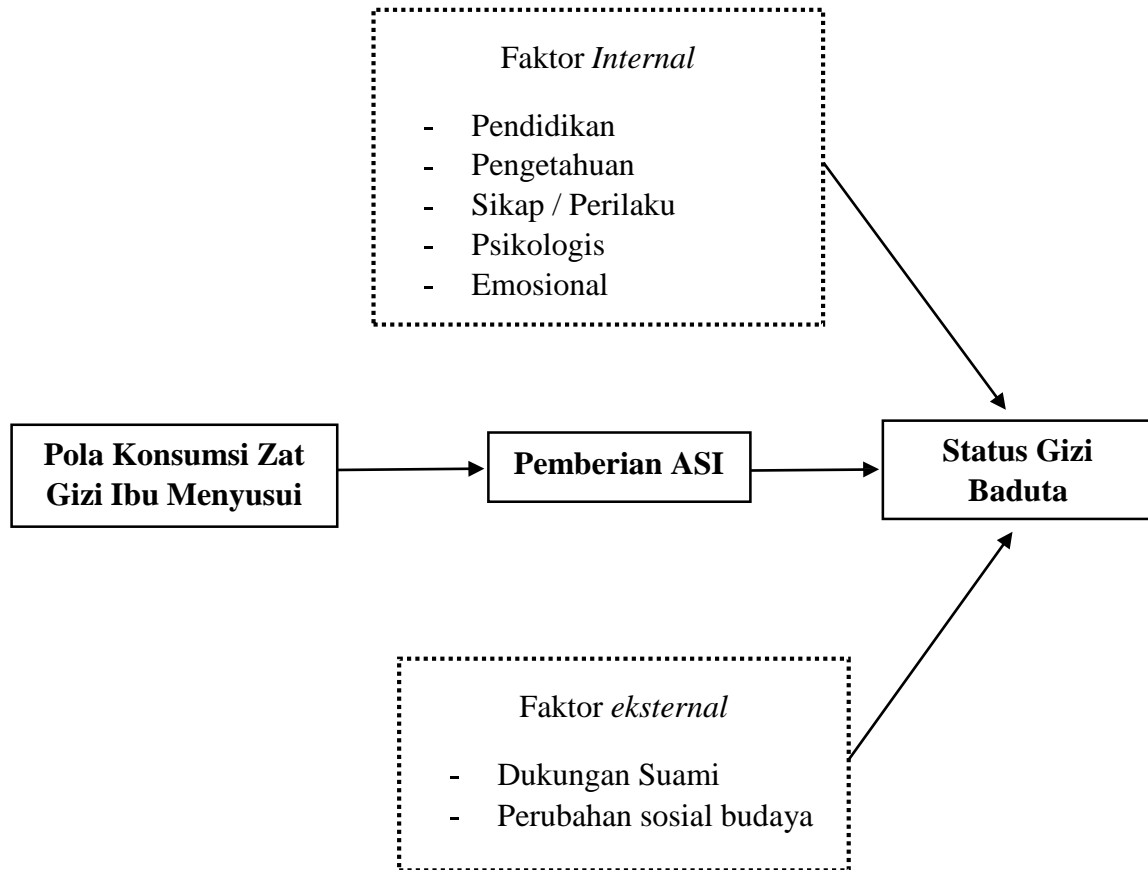 Faktor Internal
- Pendidikan
- Pengetahuan
- Sikap / Perilaku
- Psikologis
- Emosional
Pola Konsumsi Zat
Gizi Ibu Menyusui
Pemberian ASI
Status Gizi
Baduta
Faktor eksternal
- Dukungan Suami
- Perubahan sosial budaya